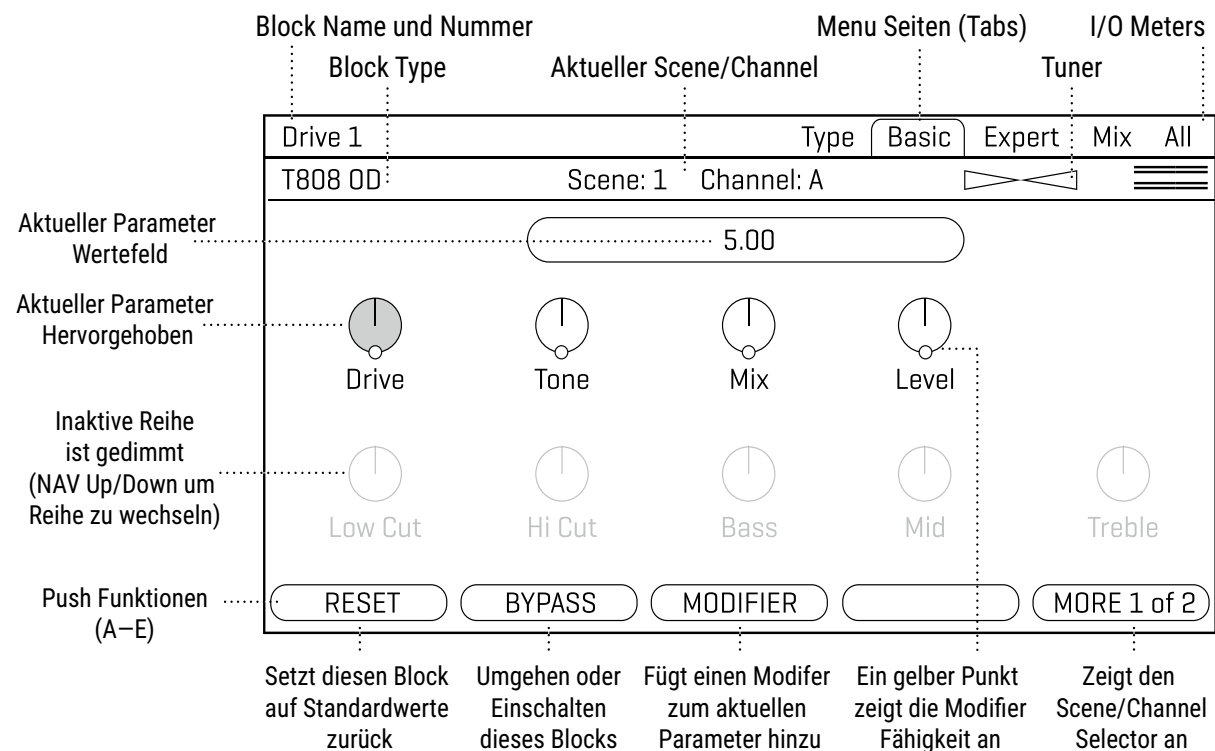 Block Name und Nummer
Menu Seiten (Tabs)
I/O Meters
Block Type
Aktueller Scene/Channel
Tuner
Drive 1
Type Basic Expert Mix All
T808 OD
Scene: 1 Channel: A
Aktueller Parameter
Wertefeld
5.00
Aktueller Parameter
Hervorgehoben
Drive Tone Mix Level
Inaktive Reihe
ist gedimmt
(NAV Up/Down um
Reihe zu wechseln)
Low Cut Hi Cut Bass Mid Treble
Push Funktionen
(A—E)
RESET BYPASS MODIFIER MORE 1 of 2
Setzt diesen Block
auf Standardwerte
zurück
Umgehen oder
Einschalten
dieses Blocks
Fügt einen Modifer
zum aktuellen
Parameter hinzu
Ein gelber Punkt
zeigt die Modifier
Fähigkeit an
Zeigt den
Scene/Channel
Selector an